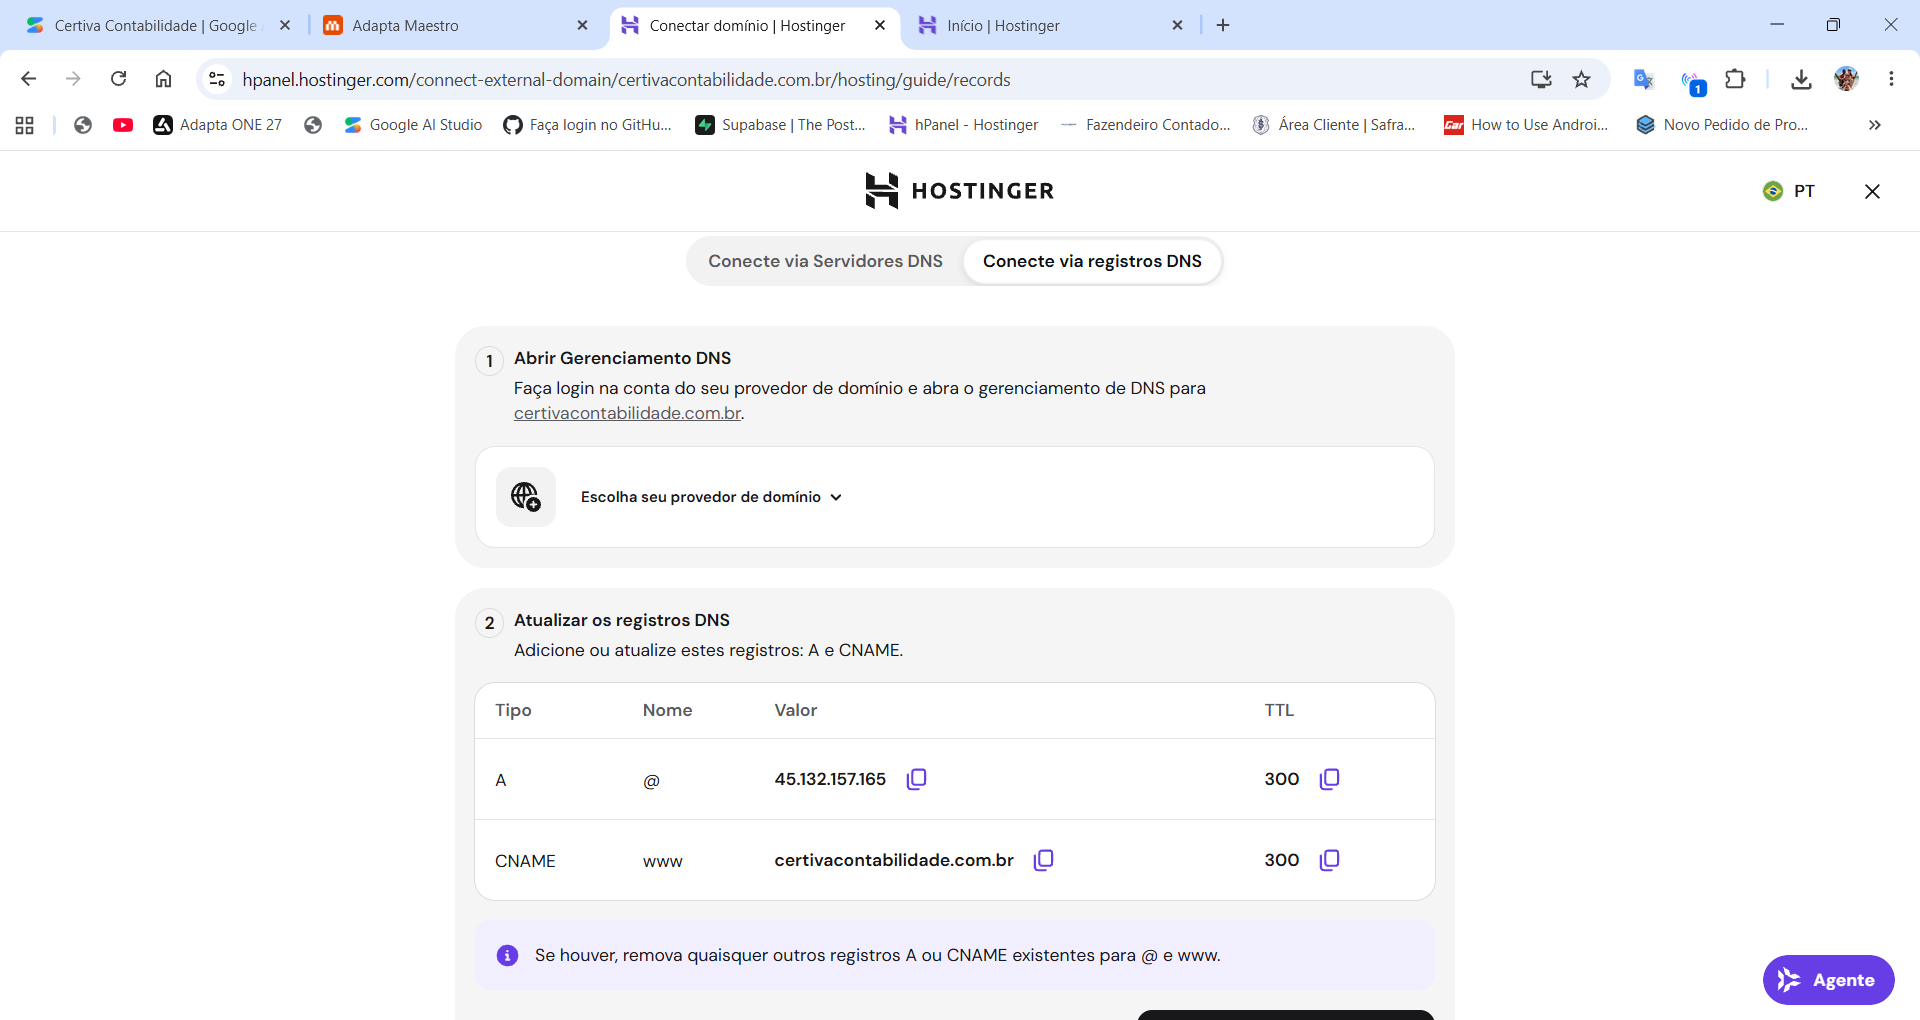 Certiva Contabilidade | Google
Adapta Maestro
Conectar domínio | Hostinger
Início | Hostinger
hpanel.hostinger.com/connect-external-domain/certivacontabilidade.com.br/hosting/guide/records
1
Adapta ONE 27
Google AI Studio
Faça login no GitHu...
Supabase | The Post...
hPanel - Hostinger
Fazendeiro Contado...
Área Cliente | Safra...
How to Use Androi...
Novo Pedido de Pro...
HOSTINGER
PT
Conecte via Servidores DNS
Conecte via registros DNS
1
Abrir Gerenciamento DNS
Faça login na conta do seu provedor de domínio e abra o gerenciamento de DNS para
certivacontabilidade.com.br.
Escolha seu provedor de domínio
2
Atualizar os registros DNS
Adicione ou atualize estes registros: A e CNAME.
Tipo Nome Valor TTL
A @ 45.132.157.165 300
CNAME www certivacontabilidade.com.br 300
Se houver, remova quaisquer outros registros A ou CNAME existentes para @ e www.
Agente